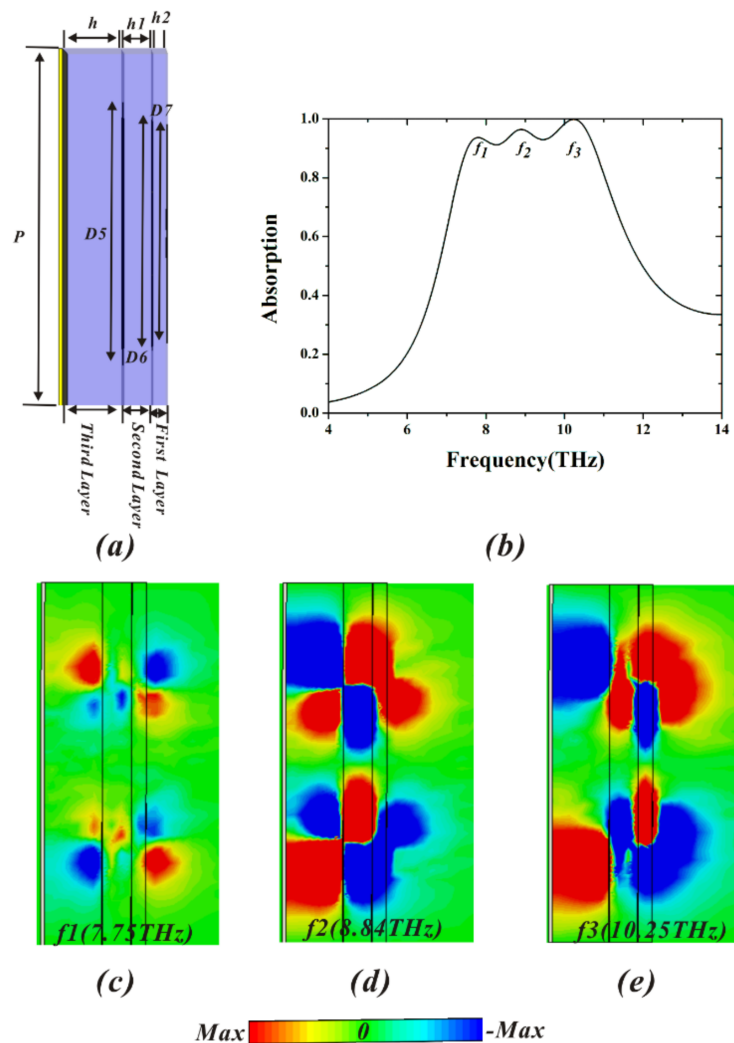 h h1 h2
D7
P
D5
D6
Third Layer
Second Layer
First Layer
(a)
1.0
0.8
0.6
0.4
0.2
0.0
Absorption
f1 f2 f3
4 6 8 10 12 14
Frequency(THz)
(b)
f1(7.75THz)
f2(8.84THz)
f3(10.25THz)
(c)
(d)
(e)
Max 0 -Max